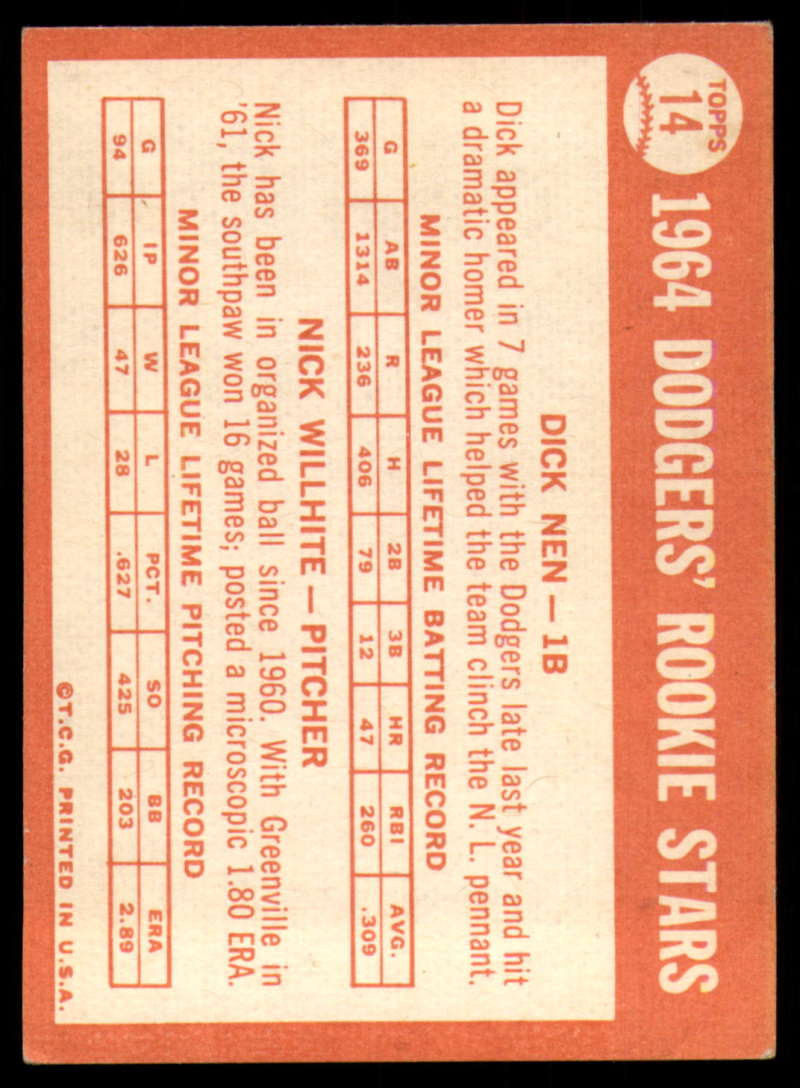 TOPPS
14
1964 DODGERS' ROOKIE STARS
DICK NEN—1B
Dick appeared in 7 games with the Dodgers late last year and hit
a dramatic homer which helped the team clinch the N. L. pennant.
MINOR LEAGUE LIFETIME BATTING RECORD
G AB R H 2B 3B HR RBI AVG.
369 1314 236 406 79 12 47 260 .309
NICK WILLHITE—PITCHER
Nick has been in organized ball since 1960. With Greenville in
'61, the southpaw won 16 games; posted a microscopic 1.80 ERA.
MINOR LEAGUE LIFETIME PITCHING RECORD
G IP W L PCT. SO BB ERA
94 626 47 28 .627 425 203 2.89
©T.C.G. PRINTED IN U.S.A.